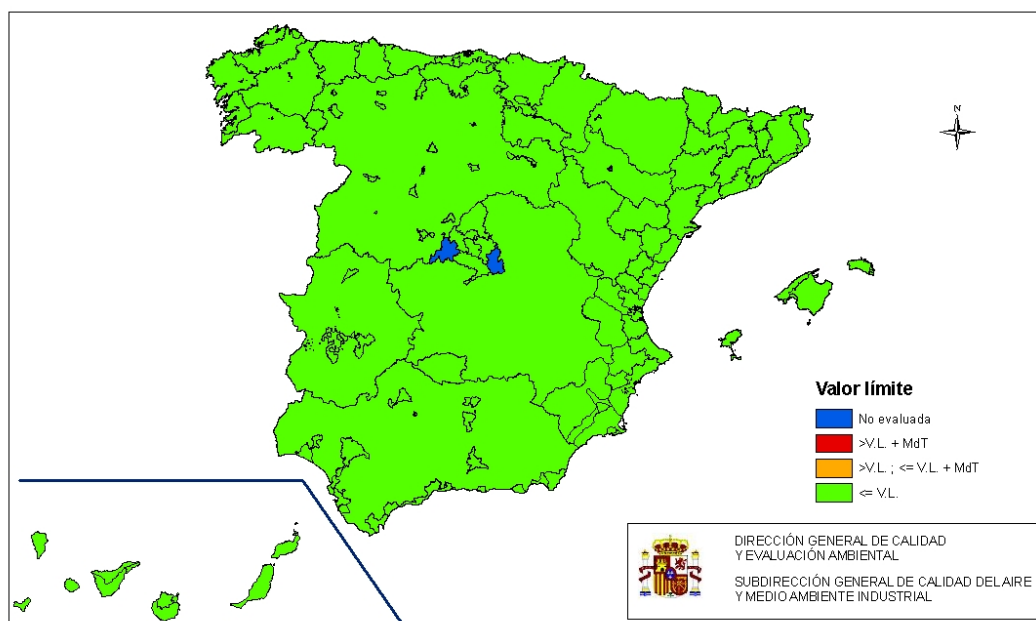 N
Valor límite
No evaluada
>V.L. + MdT
>V.L. ; <= V.L. + MdT
<= V.L.
DIRECCIÓN GENERAL DE CALIDAD
Y EVALUACIÓN AMBIENTAL
SUBDIRECCIÓN GENERAL DE CALIDAD DEL AIRE
Y MEDIO AMBIENTE INDUSTRIAL